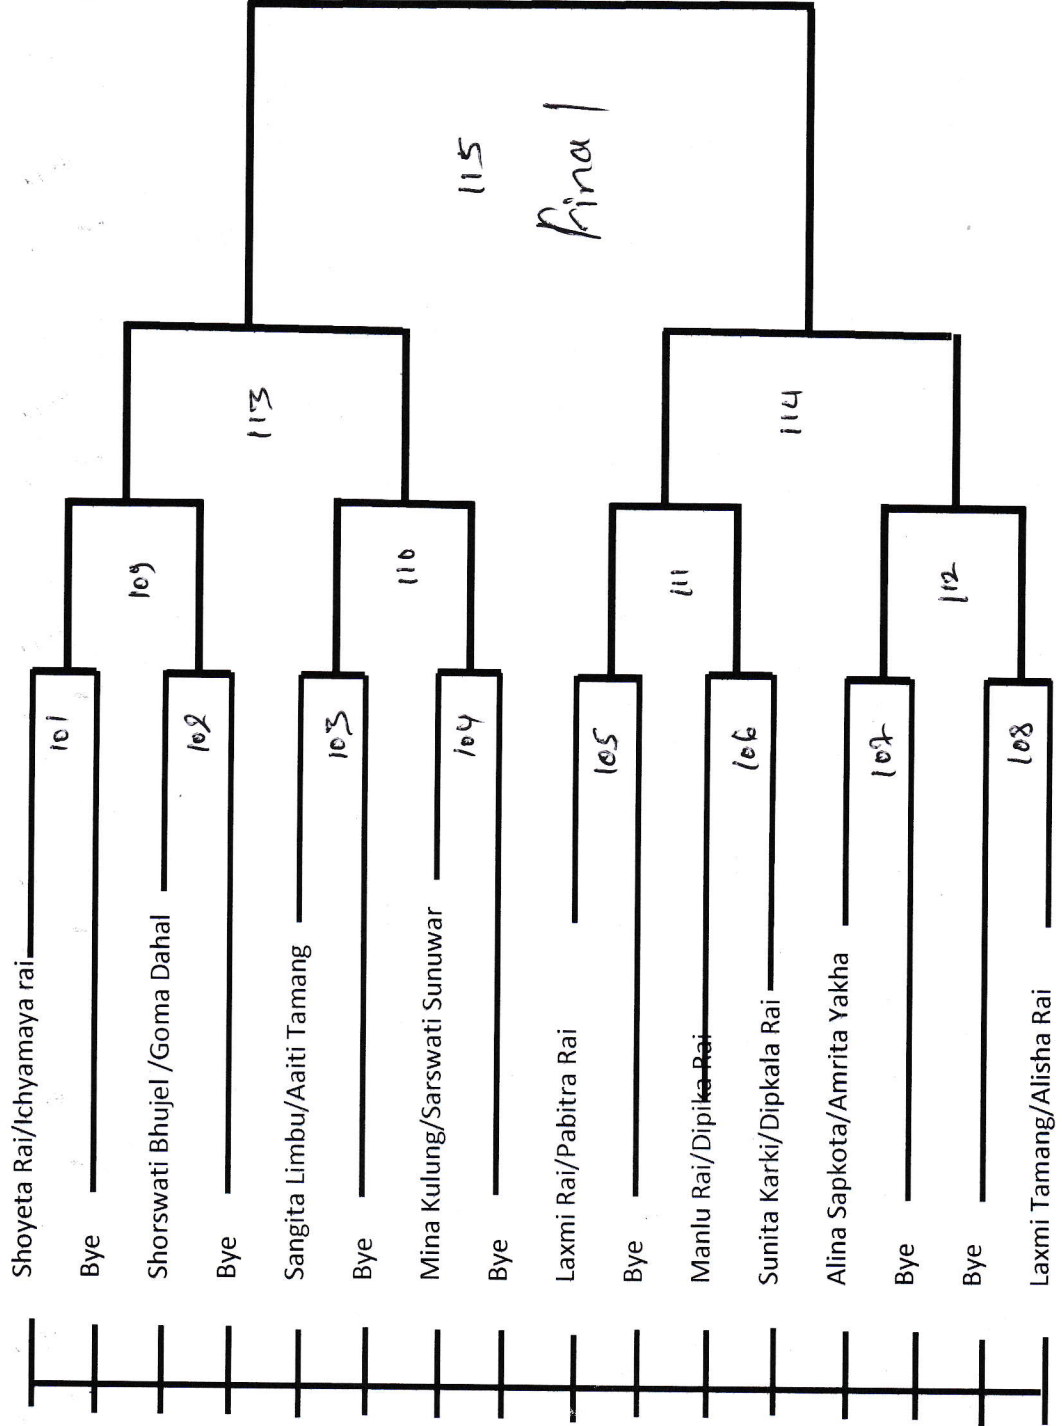 Shoyeta Rai/Ichyamaya rai
Bye
Shorswati Bhujel /Goma Dahal
Bye
Sangita Limbu/Aaiti Tamang
Bye
Mina Kulung/Sarswati Sunuwar
Bye
Laxmi Rai/Pabitra Rai
Bye
Manlu Rai/Dipika Rai
Sunita Karki/Dipkala Rai
Alina Sapkota/Amrita Yakha
Bye
Bye
Laxmi Tamang/Alisha Rai
101
102
103
104
105
106
107
108
109
110
111
112
113
114
115
Final